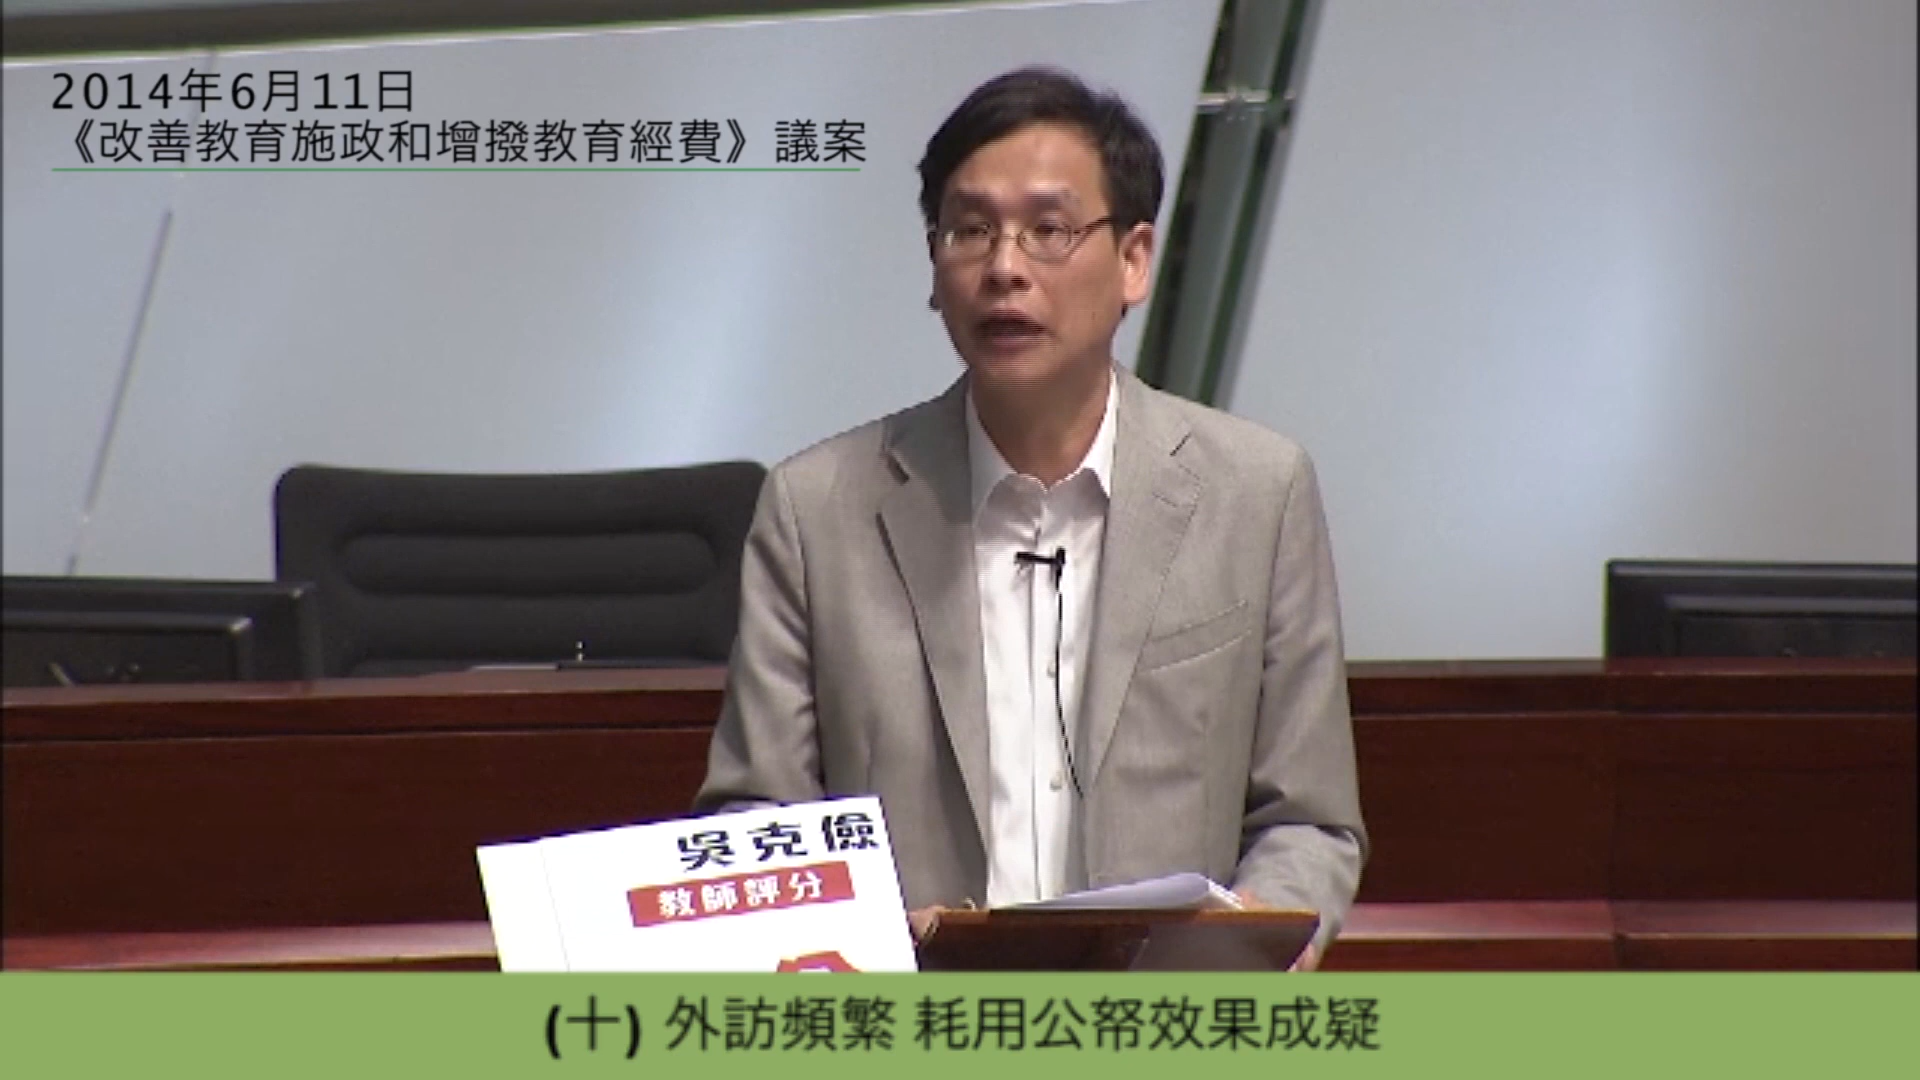 2014年6月11日
《改善教育施政和增撥教育經費》議案
吳克儉
教師評分
(十) 外訪頻繁 耗用公帑效果成疑